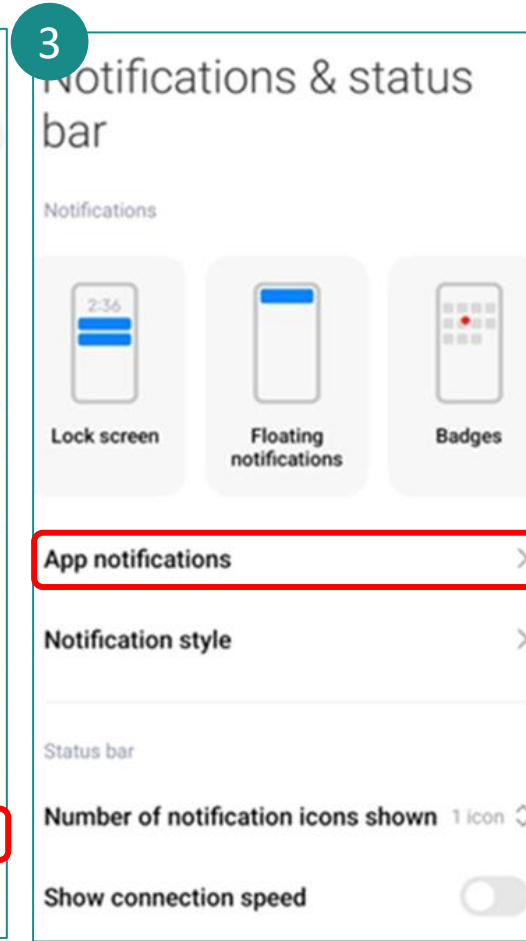 3
Notifications & status
bar
Notifications
2:36
Lock screen
Floating
notifications
Badges
App notifications
Notification style
Status bar
Number of notification icons shown 1 icon
Show connection speed